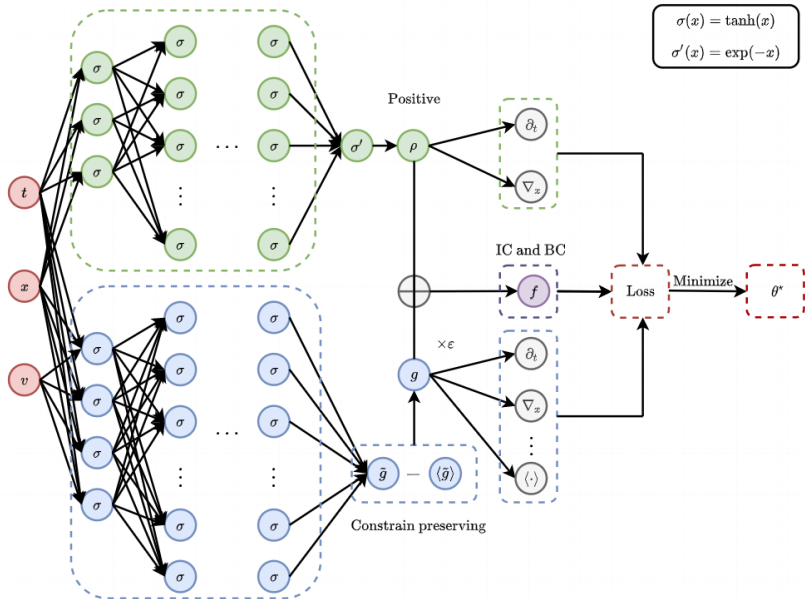 σ(x) = tanh(x)
σ′(x) = exp(−x)
σ σ σ
σ σ σ
σ σ σ
σ ... σ
⋮ ⋮
σ σ
Positive
σ′ ρ
∂ₜ
∇ₓ
t
x
v
IC and BC
f
Loss
Minimize
θ*
×ε
g
∂ₜ
∇ₓ
⋮
⟨·⟩
σ σ σ
σ σ σ
σ σ ... σ
σ ⋮ ⋮
σ σ
σ σ
g̃ − ⟨g̃⟩
Constrain preserving